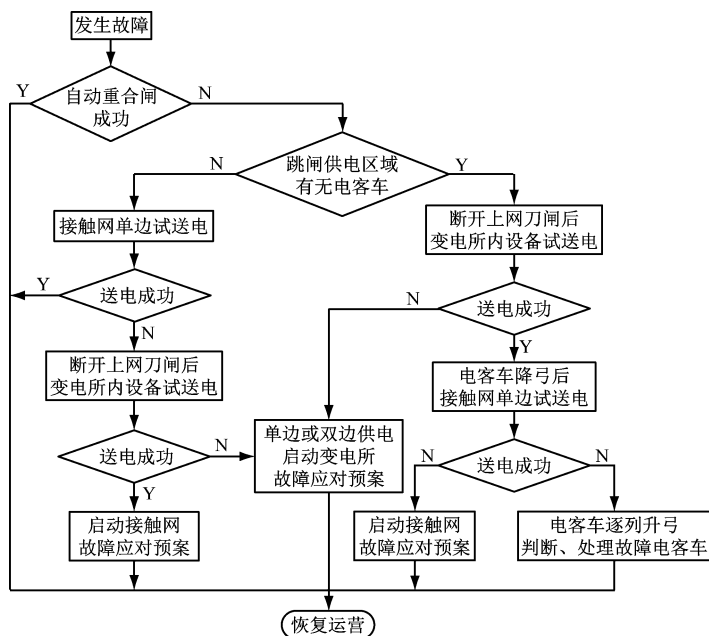 发生故障
Y
自动重合闸
成功
N
N
跳闸供电区域
有无电客车
Y
接触网单边试送电
断开上网刀闸后
变电所内设备试送电
Y
送电成功
N
送电成功
N
Y
断开上网刀闸后
变电所内设备试送电
电客车降弓后
接触网单边试送电
送电成功
N
Y
单边或双边供电
启动变电所
故障应对预案
N
送电成功
N
启动接触网
故障应对预案
启动接触网
故障应对预案
电客车逐列升弓
判断、处理故障电客车
恢复运营